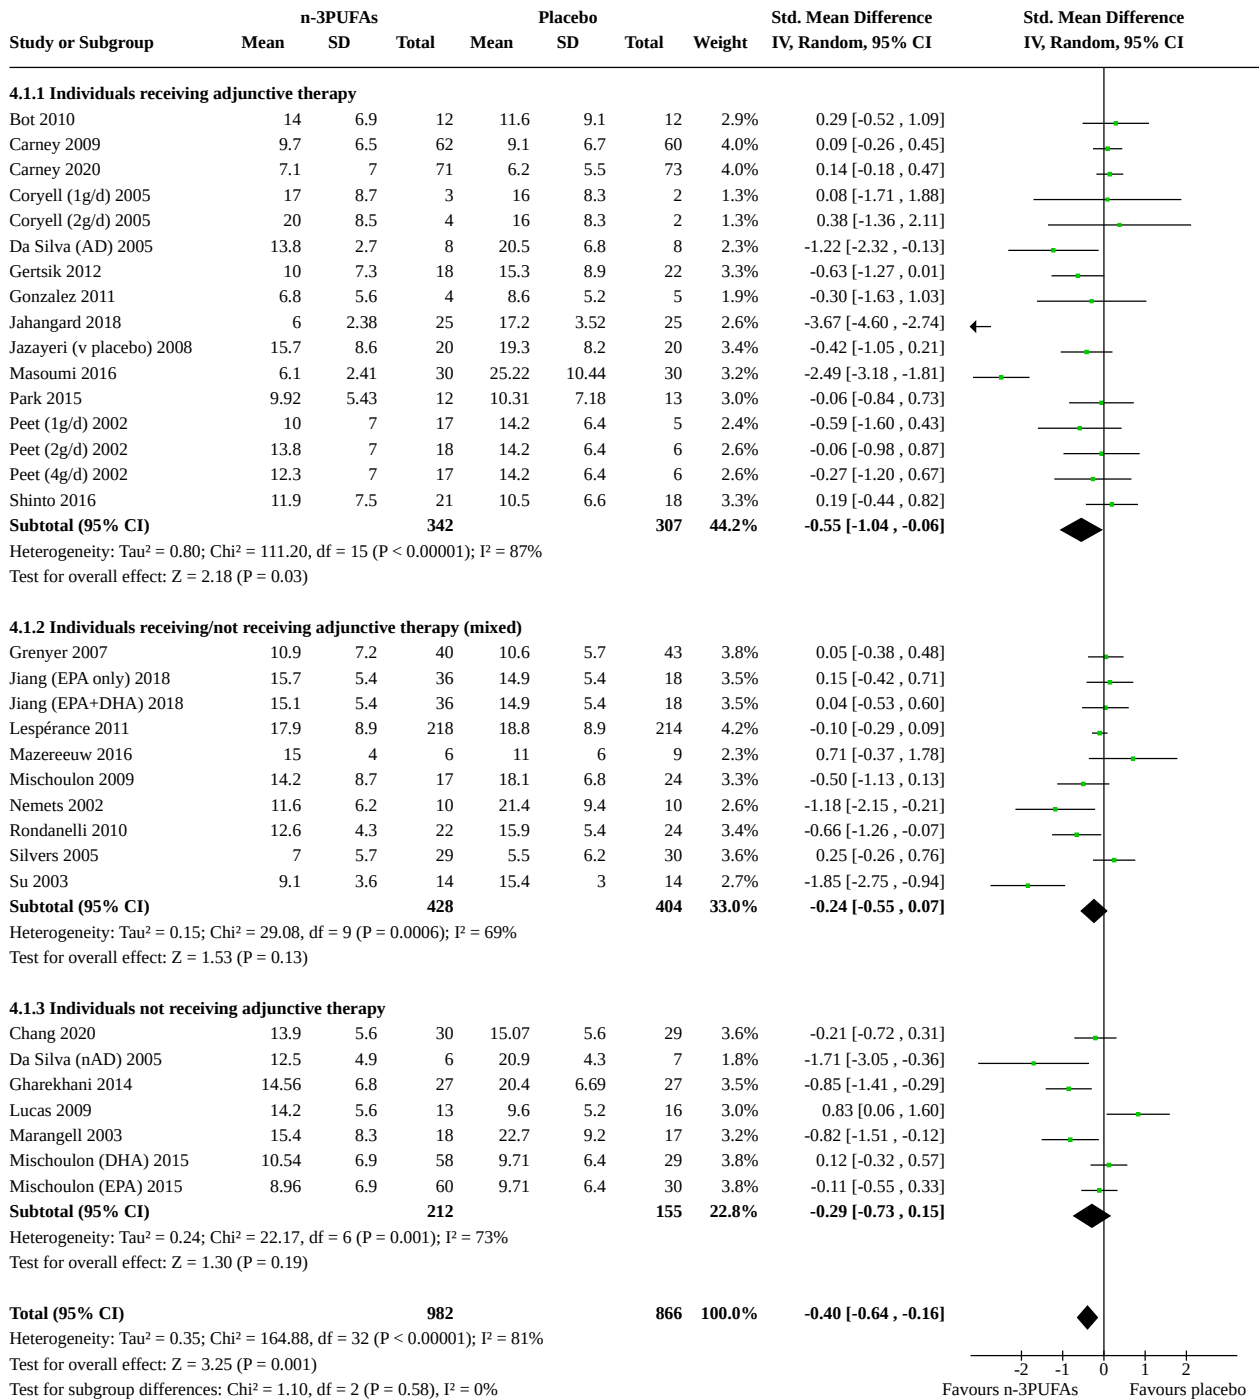 n-3PUFAs Placebo Std. Mean Difference Std. Mean Difference
Study or Subgroup Mean SD Total Mean SD Total Weight IV, Random, 95% CI IV, Random, 95% CI
4.1.1 Individuals receiving adjunctive therapy
Bot 2010 14 6.9 12 11.6 9.1 12 2.9% 0.29 [-0.52 , 1.09]
Carney 2009 9.7 6.5 62 9.1 6.7 60 4.0% 0.09 [-0.26 , 0.45]
Carney 2020 7.1 7 71 6.2 5.5 73 4.0% 0.14 [-0.18 , 0.47]
Coryell (1g/d) 2005 17 8.7 3 16 8.3 2 1.3% 0.08 [-1.71 , 1.88]
Coryell (2g/d) 2005 20 8.5 4 16 8.3 2 1.3% 0.38 [-1.36 , 2.11]
Da Silva (AD) 2005 13.8 2.7 8 20.5 6.8 8 2.3% -1.22 [-2.32 , -0.13]
Gertsik 2012 10 7.3 18 15.3 8.9 22 3.3% -0.63 [-1.27 , 0.01]
Gonzalez 2011 6.8 5.6 4 8.6 5.2 5 1.9% -0.30 [-1.63 , 1.03]
Jahangard 2018 6 2.38 25 17.2 3.52 25 2.6% -3.67 [-4.60 , -2.74]
Jazayeri (v placebo) 2008 15.7 8.6 20 19.3 8.2 20 3.4% -0.42 [-1.05 , 0.21]
Masoumi 2016 6.1 2.41 30 25.22 10.44 30 3.2% -2.49 [-3.18 , -1.81]
Park 2015 9.92 5.43 12 10.31 7.18 13 3.0% -0.06 [-0.84 , 0.73]
Peet (1g/d) 2002 10 7 17 14.2 6.4 5 2.4% -0.59 [-1.60 , 0.43]
Peet (2g/d) 2002 13.8 7 18 14.2 6.4 6 2.6% -0.06 [-0.98 , 0.87]
Peet (4g/d) 2002 12.3 7 17 14.2 6.4 6 2.6% -0.27 [-1.20 , 0.67]
Shinto 2016 11.9 7.5 21 10.5 6.6 18 3.3% 0.19 [-0.44 , 0.82]
Subtotal (95% CI) 342 307 44.2% -0.55 [-1.04 , -0.06]
Heterogeneity: Tau² = 0.80; Chi² = 111.20, df = 15 (P < 0.00001); I² = 87%
Test for overall effect: Z = 2.18 (P = 0.03)
4.1.2 Individuals receiving/not receiving adjunctive therapy (mixed)
Grenyer 2007 10.9 7.2 40 10.6 5.7 43 3.8% 0.05 [-0.38 , 0.48]
Jiang (EPA only) 2018 15.7 5.4 36 14.9 5.4 18 3.5% 0.15 [-0.42 , 0.71]
Jiang (EPA+DHA) 2018 15.1 5.4 36 14.9 5.4 18 3.5% 0.04 [-0.53 , 0.60]
Lespérance 2011 17.9 8.9 218 18.8 8.9 214 4.2% -0.10 [-0.29 , 0.09]
Mazereeuw 2016 15 4 6 11 6 9 2.3% 0.71 [-0.37 , 1.78]
Mischoulon 2009 14.2 8.7 17 18.1 6.8 24 3.3% -0.50 [-1.13 , 0.13]
Nemets 2002 11.6 6.2 10 21.4 9.4 10 2.6% -1.18 [-2.15 , -0.21]
Rondanelli 2010 12.6 4.3 22 15.9 5.4 24 3.4% -0.66 [-1.26 , -0.07]
Silvers 2005 7 5.7 29 5.5 6.2 30 3.6% 0.25 [-0.26 , 0.76]
Su 2003 9.1 3.6 14 15.4 3 14 2.7% -1.85 [-2.75 , -0.94]
Subtotal (95% CI) 428 404 33.0% -0.24 [-0.55 , 0.07]
Heterogeneity: Tau² = 0.15; Chi² = 29.08, df = 9 (P = 0.0006); I² = 69%
Test for overall effect: Z = 1.53 (P = 0.13)
4.1.3 Individuals not receiving adjunctive therapy
Chang 2020 13.9 5.6 30 15.07 5.6 29 3.6% -0.21 [-0.72 , 0.31]
Da Silva (nAD) 2005 12.5 4.9 6 20.9 4.3 7 1.8% -1.71 [-3.05 , -0.36]
Gharekhani 2014 14.56 6.8 27 20.4 6.69 27 3.5% -0.85 [-1.41 , -0.29]
Lucas 2009 14.2 5.6 13 9.6 5.2 16 3.0% 0.83 [0.06 , 1.60]
Marangell 2003 15.4 8.3 18 22.7 9.2 17 3.2% -0.82 [-1.51 , -0.12]
Mischoulon (DHA) 2015 10.54 6.9 58 9.71 6.4 29 3.8% 0.12 [-0.32 , 0.57]
Mischoulon (EPA) 2015 8.96 6.9 60 9.71 6.4 30 3.8% -0.11 [-0.55 , 0.33]
Subtotal (95% CI) 212 155 22.8% -0.29 [-0.73 , 0.15]
Heterogeneity: Tau² = 0.24; Chi² = 22.17, df = 6 (P = 0.001); I² = 73%
Test for overall effect: Z = 1.30 (P = 0.19)
Total (95% CI) 982 866 100.0% -0.40 [-0.64 , -0.16]
Heterogeneity: Tau² = 0.35; Chi² = 164.88, df = 32 (P < 0.00001); I² = 81%
Test for overall effect: Z = 3.25 (P = 0.001)
-2 -1 0 1 2
Test for subgroup differences: Chi² = 1.10, df = 2 (P = 0.58), I² = 0%
Favours n-3PUFAs Favours placebo